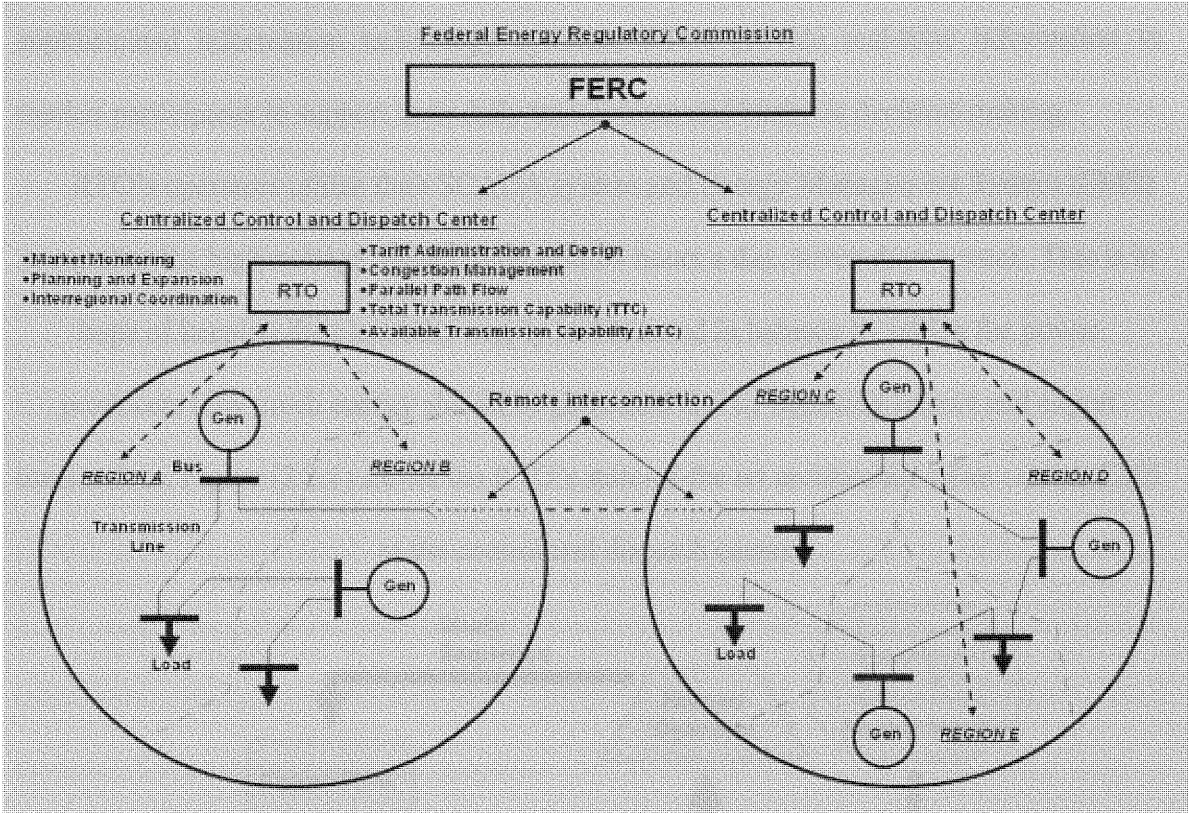 Federal Energy Regulatory Commission
FERC
Centralized Control and Dispatch Center
Centralized Control and Dispatch Center
•Market Monitoring
•Planning and Expansion
•Interregional Coordination
RTO
•Tariff Administration and Design
•Congestion Management
•Parallel Path Flow
•Total Transmission Capability (TTC)
•Available Transmission Capability (ATC)
RTO
Gen
REGION A
Bus
REGION B
Transmission
Line
Gen
Load
Remote interconnection
REGION C
Gen
REGION D
Gen
Load
Gen
REGION E